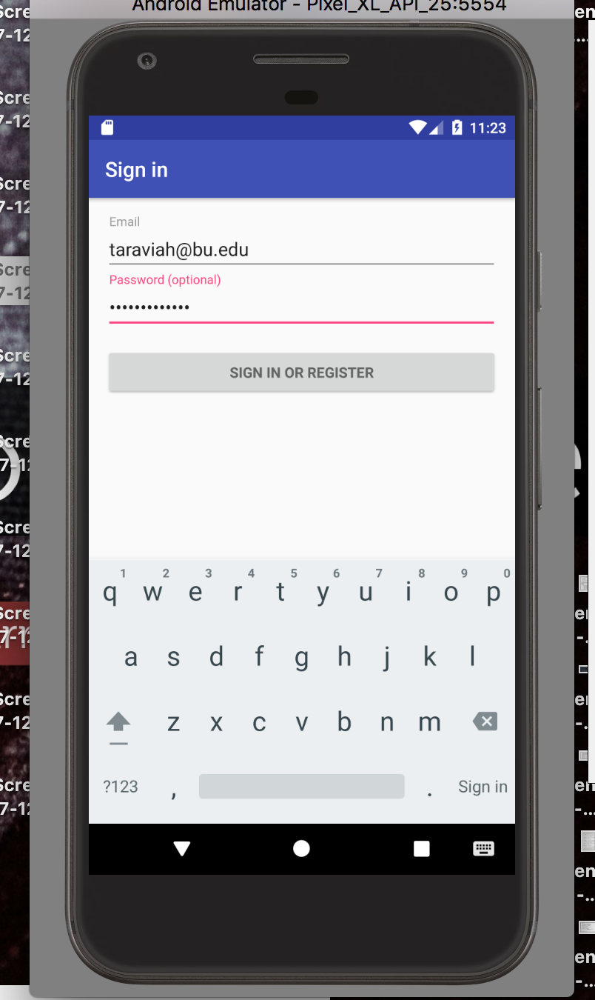 Android Emulator - Pixel_XL_API_25:5554
11:23
Sign in
Email
taraviah@bu.edu
Password (optional)
•••••••••••••
SIGN IN OR REGISTER
1 2 3 4 5 6 7 8 9 0
q w e r t y u i o p
a s d f g h j k l
z x c v b n m
?123 , . Sign in